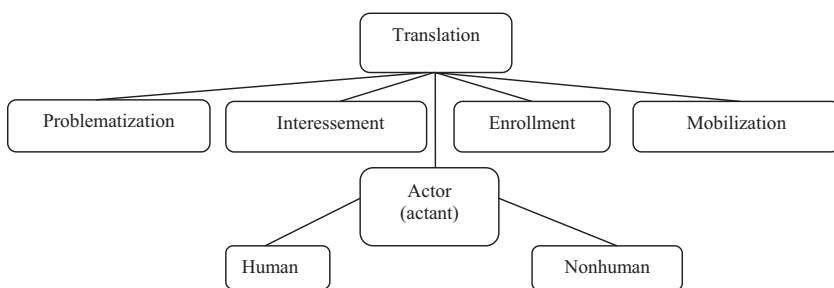 Translation
Problematization
Interessement
Enrollment
Mobilization
Actor
(actant)
Human
Nonhuman